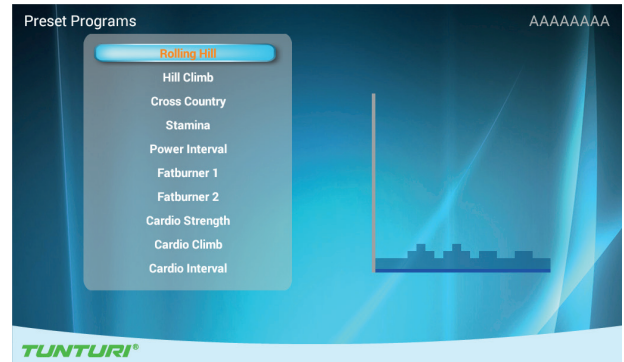 Preset Programs
AAAAAAAA
Rolling Hill
Hill Climb
Cross Country
Stamina
Power Interval
Fatburner 1
Fatburner 2
Cardio Strength
Cardio Climb
Cardio Interval
TUNTURI®